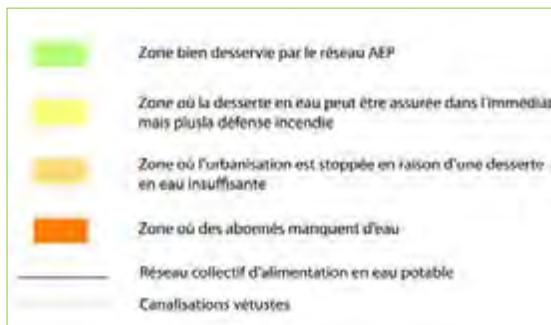 Zone bien desservie par le réseau AEP
Zone où la desserte en eau peut être assurée dans l'immédiat
mais plusla défense incendie
Zone où l'urbanisation est stoppée en raison d'une desserte
en eau insuffisante
Zone où des abonnés manquent d'eau
Réseau collectif d'alimentation en eau potable
Canalisations vétustes